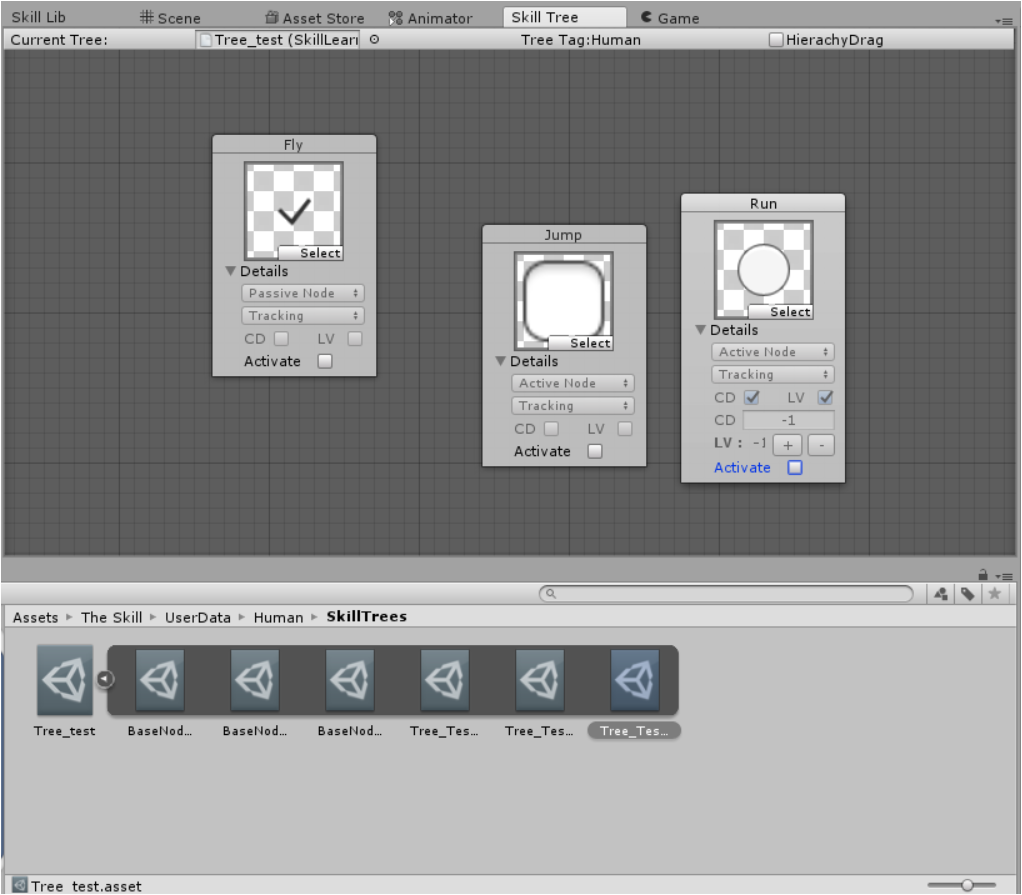 Skill Lib Scene Asset Store Animator Skill Tree Game
Current Tree: Tree_test (SkillLearn Tree Tag:Human HierachyDrag
Fly
Select
Details
Passive Node
Tracking
CD LV
Activate
Jump
Select
Details
Active Node
Tracking
CD LV
Activate
Run
Select
Details
Active Node
Tracking
CD LV
CD -1
LV : -1 + -
Activate
Assets The Skill UserData Human SkillTrees
Tree_test BaseNod... BaseNod... BaseNod... Tree_Tes... Tree_Tes... Tree_Tes...
Tree_test.asset